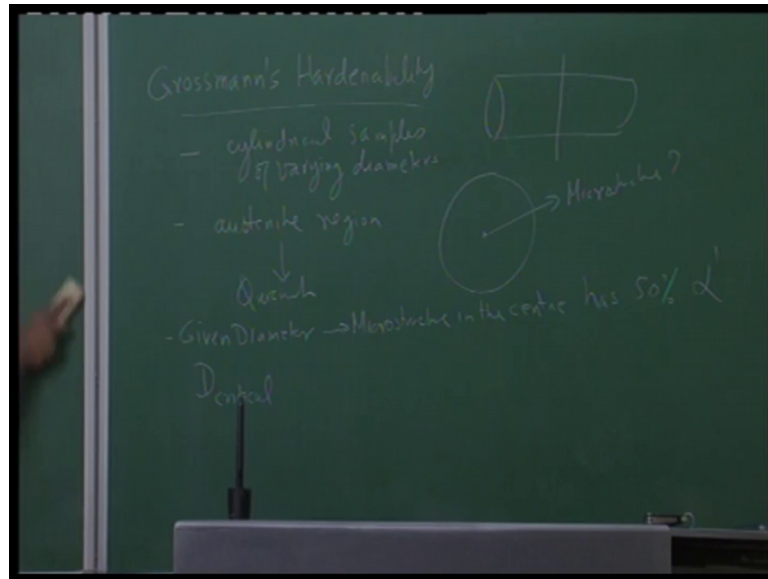 Grossmann's Hardenability
- cylindrical samples
of varying diameters
- austenite region
↓
Quench
Microstructure?
- Given Diameter → Microstructure in the centre has 50% α'
Dcritical